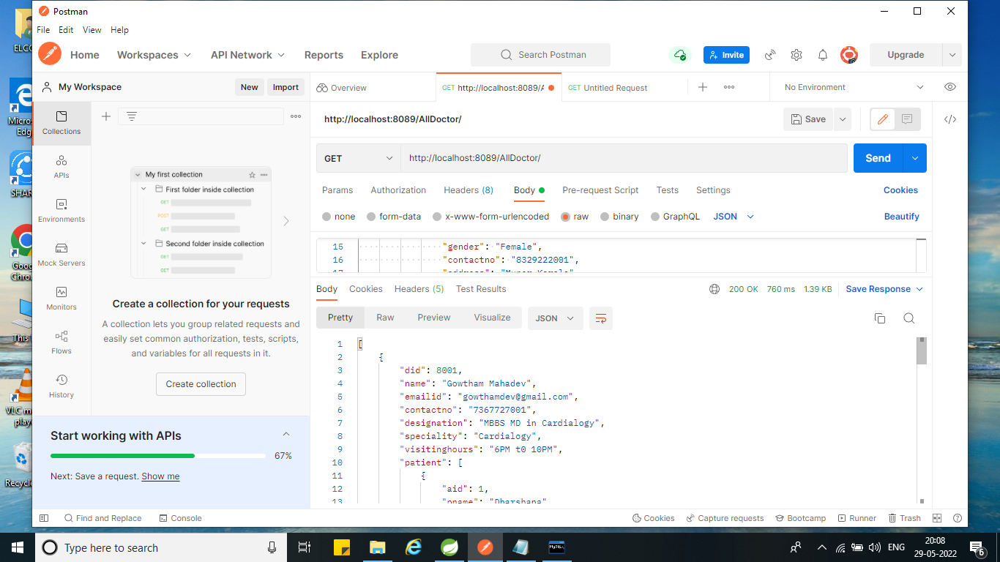 Postman
File Edit View Help
Home Workspaces API Network Reports Explore Search Postman Invite Upgrade
My Workspace New Import
Overview GET http://localhost:8089/A GET Untitled Request No Environment
http://localhost:8089/AllDoctor/ Save
GET http://localhost:8089/AllDoctor/ Send
Params Authorization Headers (8) Body Pre-request Script Tests Settings Cookies
none form-data x-www-form-urlencoded raw binary GraphQL JSON Beautify
15 "gender": "Female",
16 "contactno": "8329222001",
Body Cookies Headers (5) Test Results 200 OK 760 ms 1.39 KB Save Response
Pretty Raw Preview Visualize JSON
1 [
2 {
3 "did": 8001,
4 "name": "Gowtham Mahadev",
5 "emailid": "gowthamdev@gmail.com",
6 "contactno": "7367727001",
7 "designation": "MBBS MD in Cardialogy",
8 "speciality": "Cardialogy",
9 "visitinghours": "6PM t0 10PM",
10 "patient": [
11 {
12 "aid": 1,
13 "pname": "Dharshana"
Collections
APIs
Environments
Mock Servers
Monitors
Flows
History
My first collection
First folder inside collection
GET
POST
GET
Second folder inside collection
GET
GET
Create a collection for your requests
A collection lets you group related requests and
easily set common authorization, tests, scripts,
and variables for all requests in it.
Create collection
Start working with APIs
67%
Next: Save a request. Show me
Find and Replace Console Cookies Capture requests Bootcamp Runner Trash
ELCO
Micros
Edg
SHAR
Goog
Chro
This
VLC m
play
Recycle
Type here to search
MySQL
ENG
20:08
29-05-2022
6